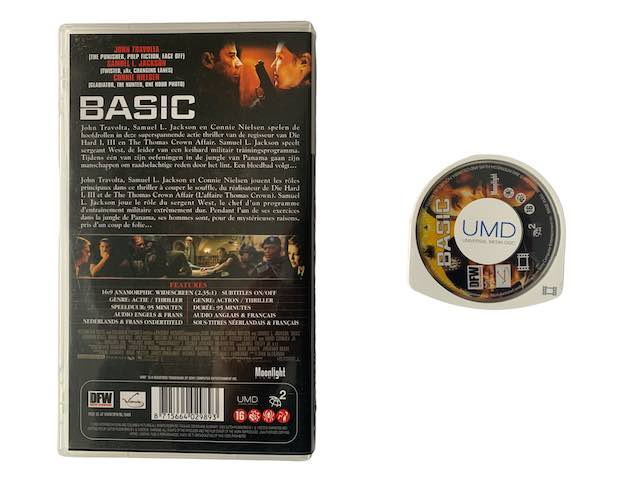 JOHN TRAVOLTA
(THE PUNISHER, PULP FICTION, FACE OFF)
SAMUEL L. JACKSON
(TWISTED, xXx, CHANGING LANES)
CONNIE NIELSEN
(GLADIATOR, THE HUNTED, ONE HOUR PHOTO)
BASIC
John Travolta, Samuel L. Jackson en Connie Nielsen spelen de
hoofdrollen in deze superspannende actie thriller van de regisseur van Die
Hard I, III en The Thomas Crown Affair. Samuel L. Jackson speelt
sergeant West, de leider van een keihard militair trainingsprogramma.
Tijdens één van zijn oefeningen in de jungle van Panama gaan zijn
manschappen om raadselachtige reden door het lint. Een bloedbad volgt...
John Travolta, Samuel L. Jackson et Connie Nielsen jouent les rôles
principaux dans ce thriller à couper le souffle, du réalisateur de Die Hard
I, III et de The Thomas Crown Affair (L'affaire Thomas Crown). Samuel
L. Jackson joue le rôle du sergent West, le chef d'un programme
d'entraînement militaire extrêmement dur. Pendant l'un de ses exercices
dans la jungle de Panama, ses hommes sont, pour de mystérieuses raisons,
pris d'un coup de folie...
FEATURES
16x9 ANAMORPHIC WIDESCREEN (2.35:1) SUBTITLES ON/OFF
GENRE: ACTIE / THRILLER GENRE: ACTION / THRILLER
SPEELDUUR: 95 MINUTEN DURÉE: 95 MINUTES
AUDIO ENGELS & FRANS AUDIO ANGLAIS & FRANÇAIS
NEDERLANDS & FRANS ONDERTITELD SOUS-TITRES NÉERLANDAIS & FRANÇAIS
Moonlight
DFW
UMD
2
16
8 715664 029893
BASIC
UMD
UNIVERSAL MEDIA DISC
DFW
2
16